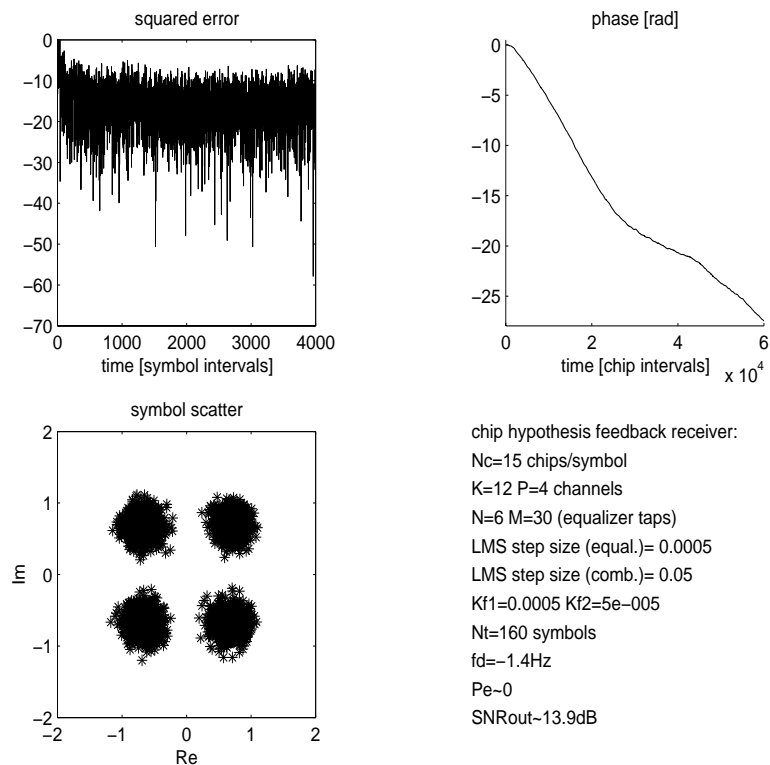 squared error
0
−10
−20
−30
−40
−50
−60
−70
0 1000 2000 3000 4000
time [symbol intervals]
phase [rad]
0
−5
−10
−15
−20
−25
0 2 4 6
time [chip intervals]
x 10^4
symbol scatter
2
1
0
−1
−2
Im
−2 −1 0 1 2
Re
chip hypothesis feedback receiver:
Nc=15 chips/symbol
K=12 P=4 channels
N=6 M=30 (equalizer taps)
LMS step size (equal.)= 0.0005
LMS step size (comb.)= 0.05
Kf1=0.0005 Kf2=5e−005
Nt=160 symbols
fd=−1.4Hz
Pe~0
SNRout~13.9dB